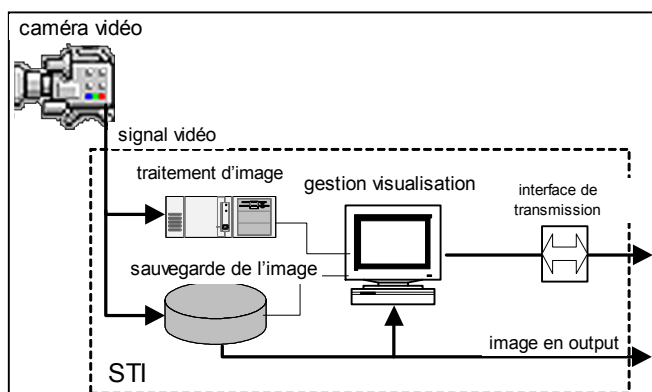 caméra vidéo
signal vidéo
traitement d'image
gestion visualisation
interface de
transmission
sauvegarde de l'image
image en output
STI